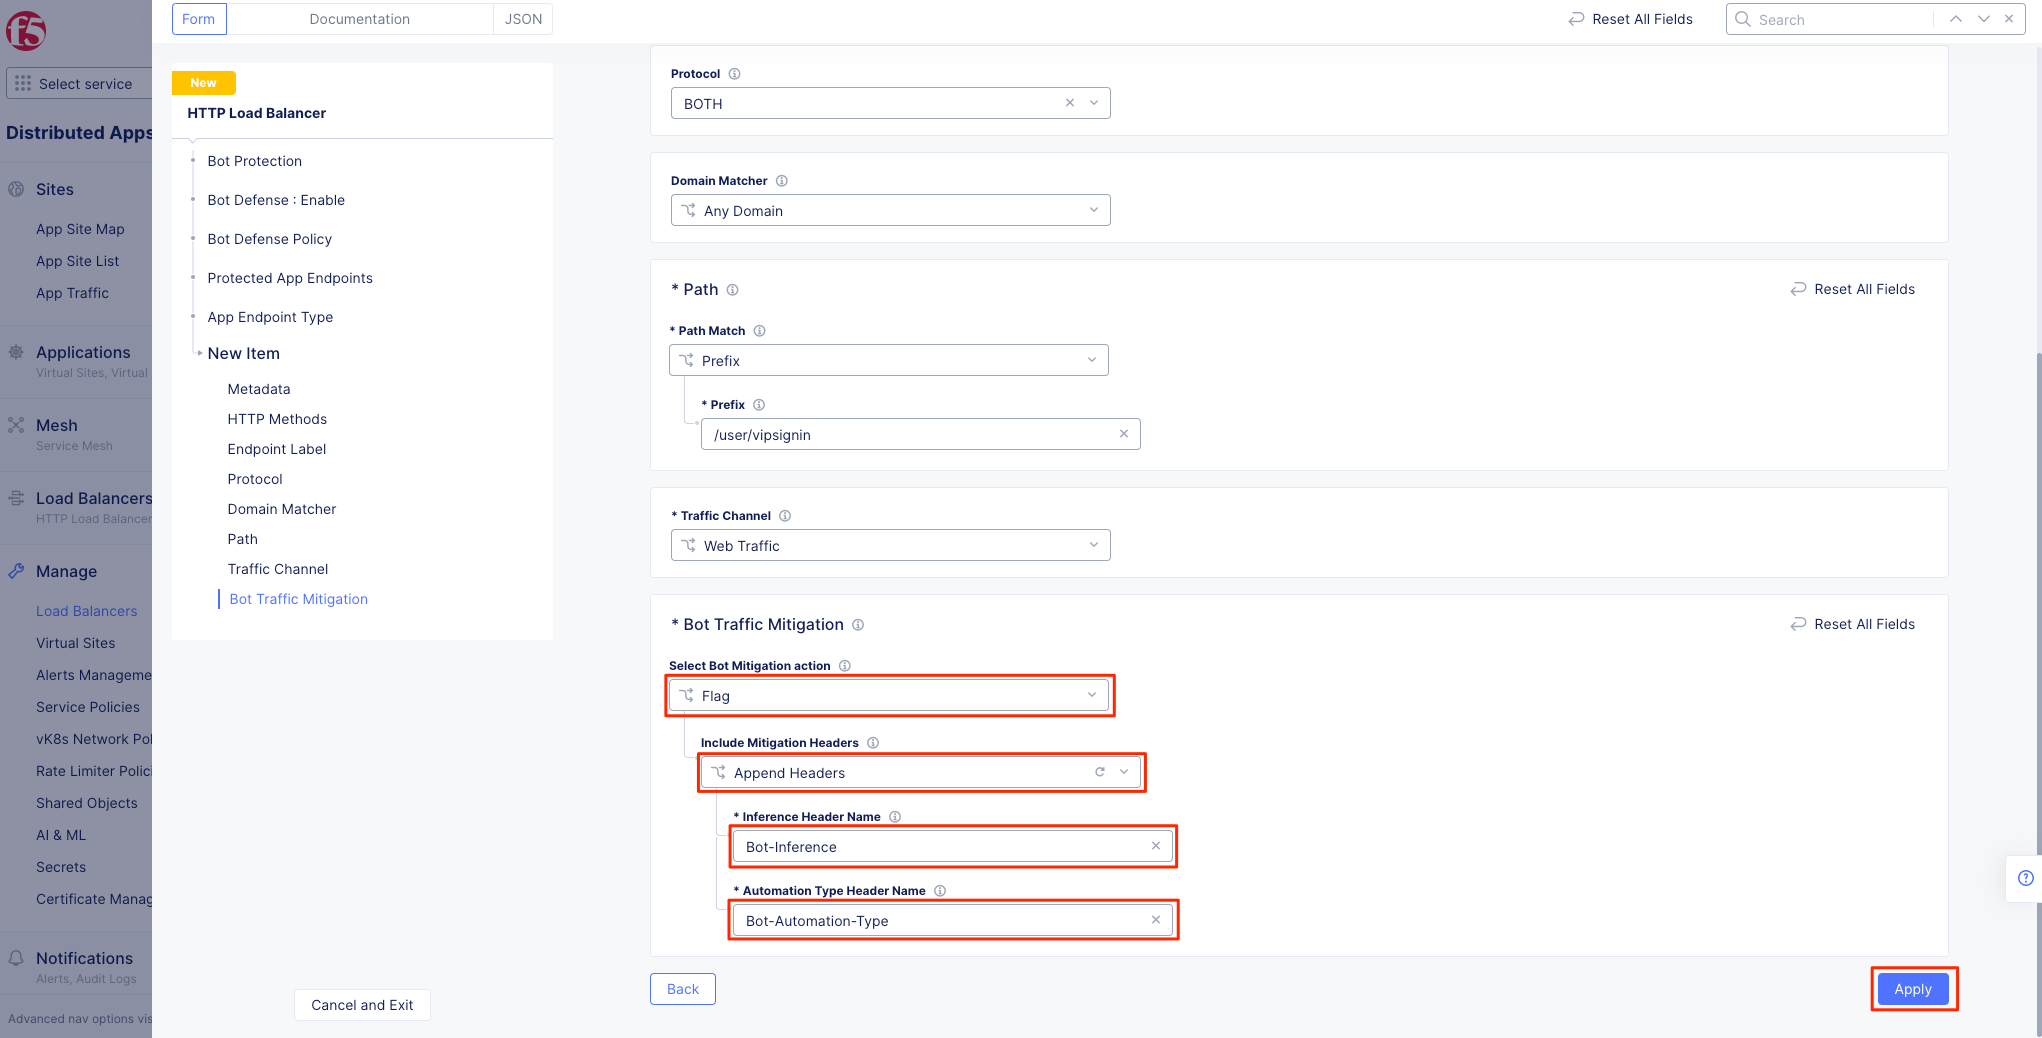 f5
Select service
Distributed Apps
Sites
App Site Map
App Site List
App Traffic
Applications
Virtual Sites, Virtual
Mesh
Service Mesh
Load Balancers
HTTP Load Balancer
Manage
Load Balancers
Virtual Sites
Alerts Manageme
Service Policies
vK8s Network Pol
Rate Limiter Polici
Shared Objects
AI & ML
Secrets
Certificate Manag
Notifications
Alerts, Audit Logs
Advanced nav options vis
Form
Documentation
JSON
Reset All Fields
Search
New
HTTP Load Balancer
Bot Protection
Bot Defense : Enable
Bot Defense Policy
Protected App Endpoints
App Endpoint Type
New Item
Metadata
HTTP Methods
Endpoint Label
Protocol
Domain Matcher
Path
Traffic Channel
Bot Traffic Mitigation
Cancel and Exit
Protocol
BOTH
Domain Matcher
Any Domain
* Path
Reset All Fields
* Path Match
Prefix
* Prefix
/user/vipsignin
* Traffic Channel
Web Traffic
* Bot Traffic Mitigation
Reset All Fields
Select Bot Mitigation action
Flag
Include Mitigation Headers
Append Headers
* Inference Header Name
Bot-Inference
* Automation Type Header Name
Bot-Automation-Type
Back
Apply